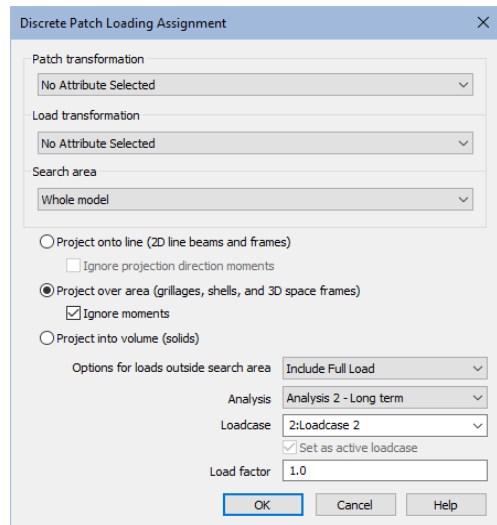 Discrete Patch Loading Assignment
Patch transformation
No Attribute Selected
Load transformation
No Attribute Selected
Search area
Whole model
Project onto line (2D line beams and frames)
Ignore projection direction moments
Project over area (grillages, shells, and 3D space frames)
Ignore moments
Project into volume (solids)
Options for loads outside search area Include Full Load
Analysis Analysis 2 - Long term
Loadcase 2:Loadcase 2
Set as active loadcase
Load factor 1.0
OK Cancel Help